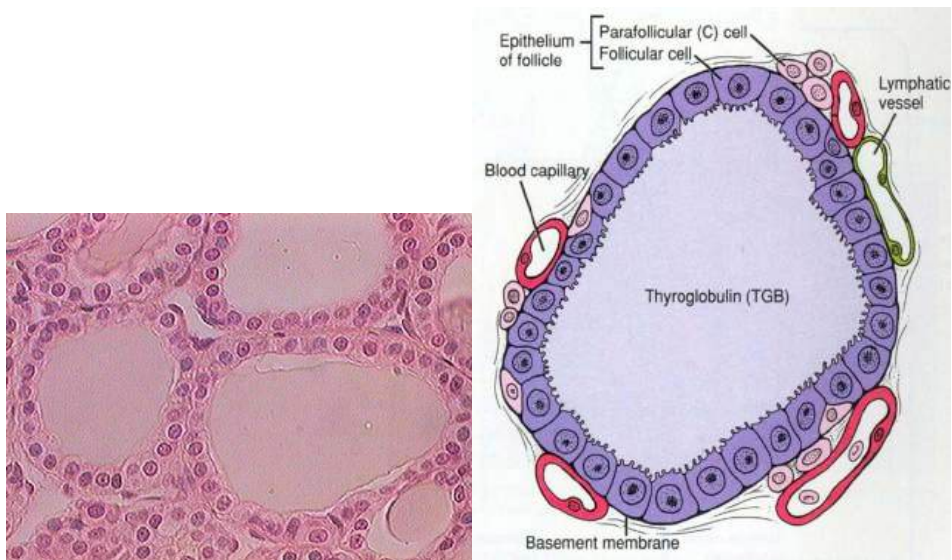 Epithelium
of follicle
Parafollicular (C) cell
Follicular cell
Lymphatic
vessel
Blood capillary
Thyroglobulin (TGB)
Basement membrane